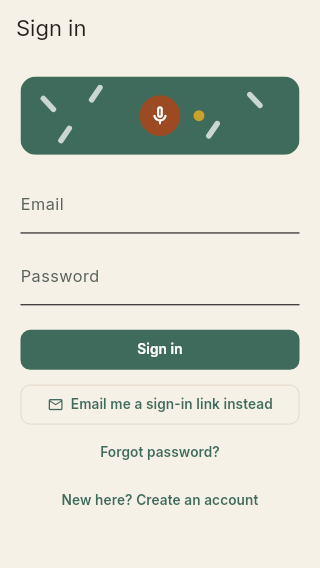 Sign in
Email
Password
Sign in
Email me a sign-in link instead
Forgot password?
New here? Create an account